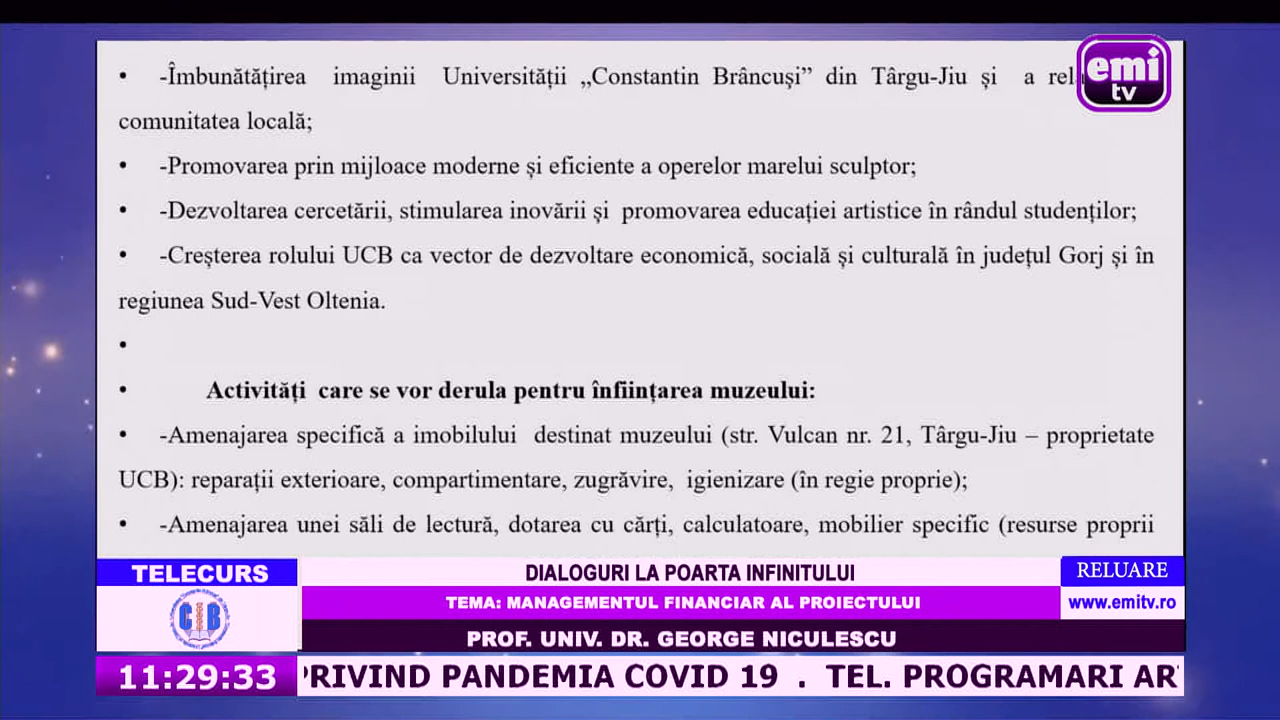 • -Îmbunătățirea imaginii Universității „Constantin Brâncuși” din Târgu-Jiu și a
comunitatea locală;
• -Promovarea prin mijloace moderne și eficiente a operelor marelui sculptor;
• -Dezvoltarea cercetării, stimularea inovării și promovarea educației artistice în rândul studenților;
• -Creșterea rolului UCB ca vector de dezvoltare economică, socială și culturală în județul Gorj și în
regiunea Sud-Vest Oltenia.
•
• Activități care se vor derula pentru înființarea muzeului:
• -Amenajarea specifică a imobilului destinat muzeului (str. Vulcan nr. 21, Târgu-Jiu – proprietate
UCB): reparații exterioare, compartimentare, zugrăvire, igienizare (în regie proprie);
• -Amenajarea unei săli de lectură, dotarea cu cărți, calculatoare, mobilier specific (resurse proprii
emi
tv
TELECURS
DIALOGURI LA POARTA INFINITULUI
RELUARE
CB
TEMA: MANAGEMENTUL FINANCIAR AL PROIECTULUI
www.emitv.ro
PROF. UNIV. DR. GEORGE NICULESCU
11:29:33
PRIVIND PANDEMIA COVID 19 . TEL. PROGRAMARI